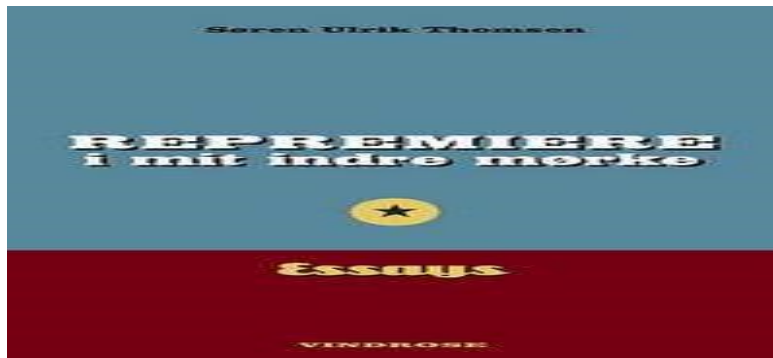 Søren Ulrik Thomsen
REPREMIERE
i mit indre mørke
Essays
VINDROSE